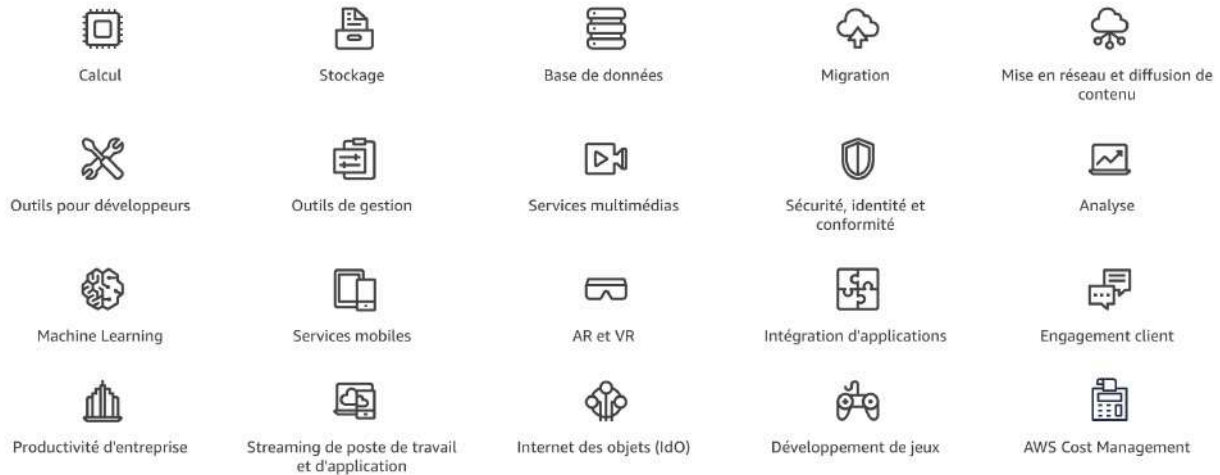 Calcul
Stockage
Base de données
Migration
Mise en réseau et diffusion de
contenu
Outils pour développeurs
Outils de gestion
Services multimédias
Sécurité, identité et
conformité
Analyse
Machine Learning
Services mobiles
AR et VR
Intégration d'applications
Engagement client
Productivité d'entreprise
Streaming de poste de travail
et d'application
Internet des objets (IdO)
Développement de jeux
AWS Cost Management